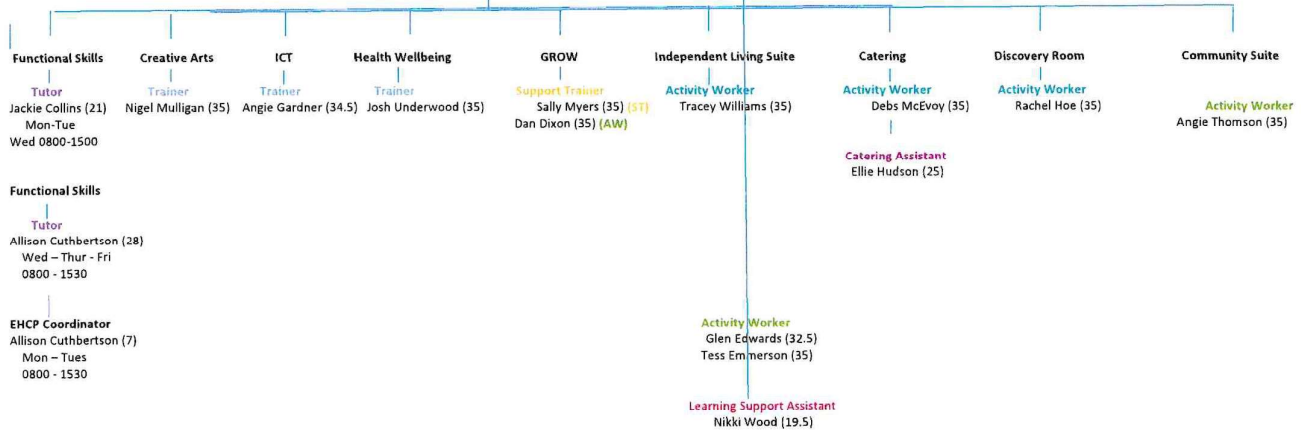 Functional Skills
Tutor
Jackie Collins (21)
Mon-Tue
Wed 0800-1500
Functional Skills
Tutor
Allison Cuthbertson (28)
Wed – Thur - Fri
0800 - 1530
EHCP Coordinator
Allison Cuthbertson (7)
Mon – Tues
0800 - 1530
Creative Arts
Trainer
Nigel Mulligan (35)
ICT
Trainer
Angie Gardner (34.5)
Health Wellbeing
Trainer
Josh Underwood (35)
GROW
Support Trainer
Sally Myers (35) (ST)
Dan Dixon (35) (AW)
Independent Living Suite
Activity Worker
Tracey Williams (35)
Activity Worker
Glen Edwards (32.5)
Tess Emmerson (35)
Learning Support Assistant
Nikki Wood (19.5)
Catering
Activity Worker
Debs McEvoy (35)
Catering Assistant
Ellie Hudson (25)
Discovery Room
Activity Worker
Rachel Hoe (35)
Community Suite
Activity Worker
Angie Thomson (35)